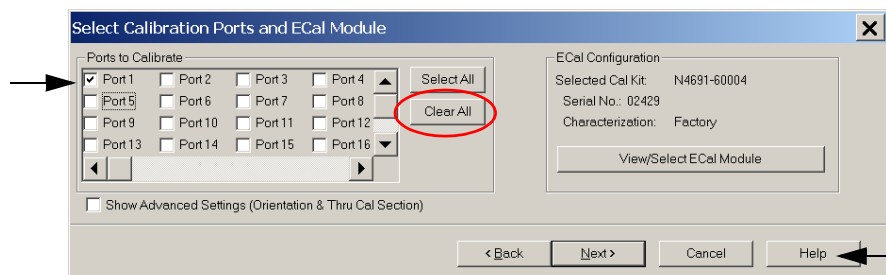 Select Calibration Ports and ECal Module
Ports to Calibrate
Port 1 Port 2 Port 3 Port 4
Port 5 Port 6 Port 7 Port 8
Port 9 Port 10 Port 11 Port 12
Port 13 Port 14 Port 15 Port 16
Select All
Clear All
ECal Configuration
Selected Cal Kit: N4691-60004
Serial No.: 02429
Characterization: Factory
View/Select ECal Module
Show Advanced Settings (Orientation & Thru Cal Section)
< Back Next > Cancel Help